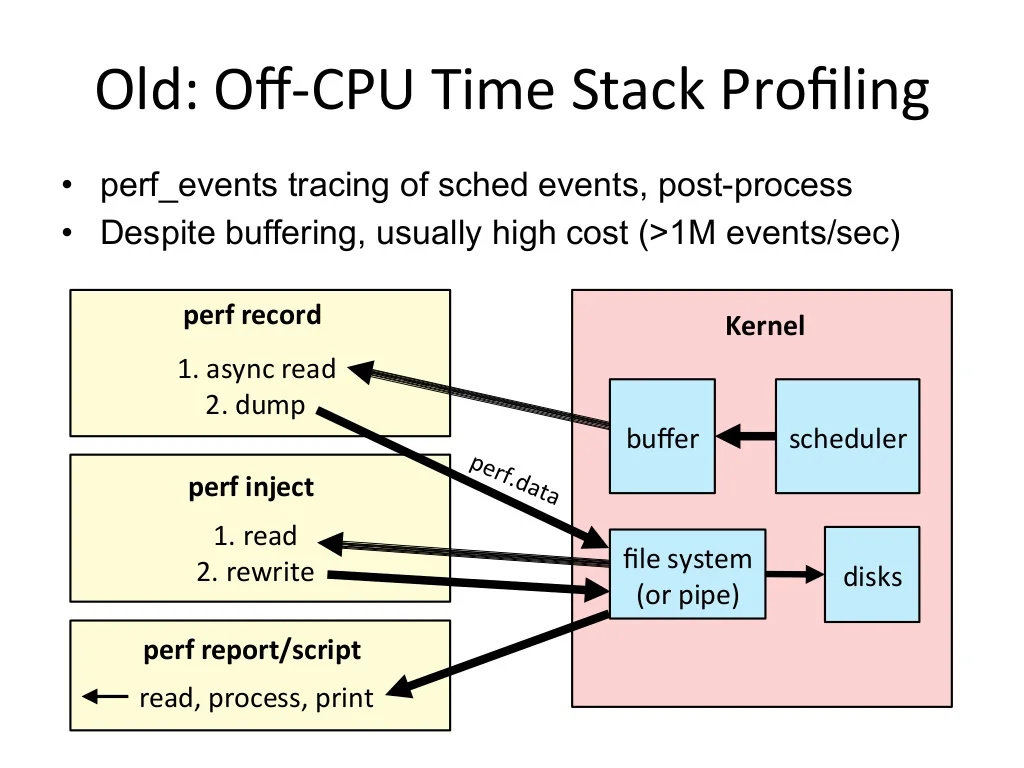 Old: Off-CPU Time Stack Profiling
• perf_events tracing of sched events, post-process
• Despite buffering, usually high cost (>1M events/sec)
perf record
1. async read
2. dump
perf inject
1. read
2. rewrite
perf report/script
read, process, print
perf.data
Kernel
buffer
scheduler
file system
(or pipe)
disks